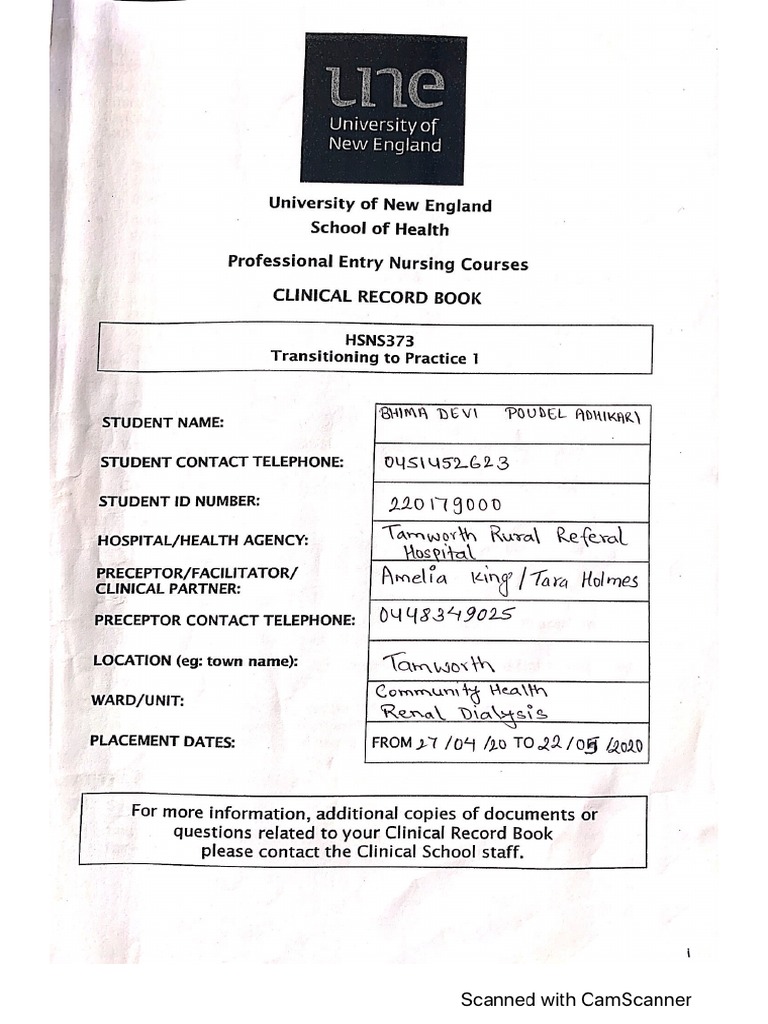 une
University of
New England
University of New England
School of Health
Professional Entry Nursing Courses
CLINICAL RECORD BOOK
HSNS373
Transitioning to Practice 1
STUDENT NAME: BHIMA DEVI POUDEL ADHIKARI
STUDENT CONTACT TELEPHONE: 0451452623
STUDENT ID NUMBER: 220179000
HOSPITAL/HEALTH AGENCY: Tamworth Rural Referal
Hospital
PRECEPTOR/FACILITATOR/
CLINICAL PARTNER: Amelia King / Tara Holmes
PRECEPTOR CONTACT TELEPHONE: 0448349025
LOCATION (eg: town name): Tamworth
WARD/UNIT: Community Health
Renal Dialysis
PLACEMENT DATES: FROM 27/04/20 TO 22/05/2020
For more information, additional copies of documents or
questions related to your Clinical Record Book
please contact the Clinical School staff.
i
Scanned with CamScanner